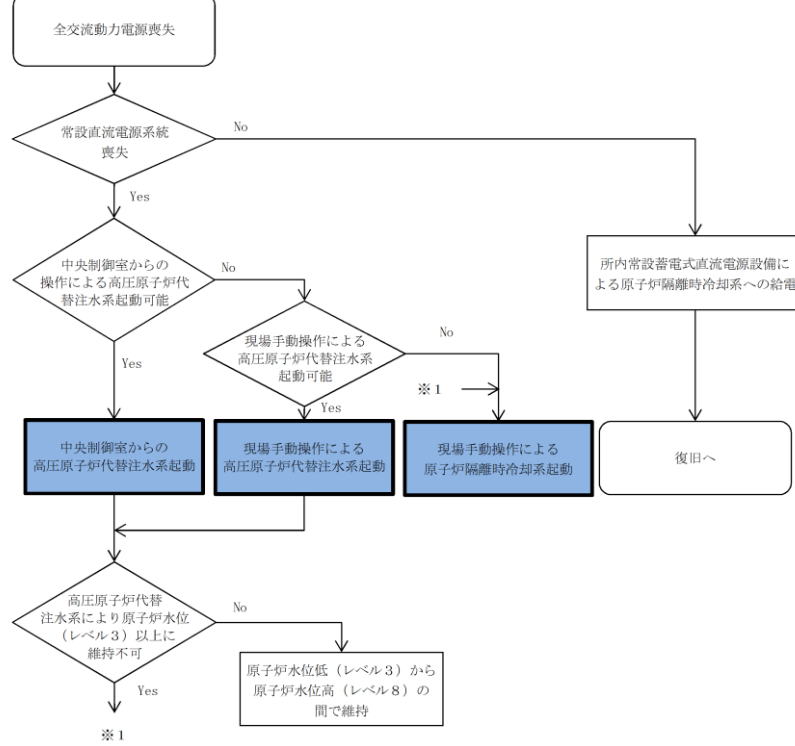 全交流動力電源喪失
常設直流電源系統
喪失
No
Yes
中央制御室からの
操作による高圧原子炉代
替注水系起動可能
No
所内常設蓄電式直流電源設備に
よる原子炉隔離時冷却系への給電
現場手動操作による
高圧原子炉代替注水系
起動可能
No
Yes
※1
Yes
中央制御室からの
高圧原子炉代替注水系起動
現場手動操作による
高圧原子炉代替注水系起動
現場手動操作による
原子炉隔離時冷却系起動
復旧へ
高圧原子炉代替
注水系により原子炉水位
(レベル3)以上に
維持不可
No
Yes
原子炉水位低(レベル3)から
原子炉水位高(レベル8)の
間で維持
※1